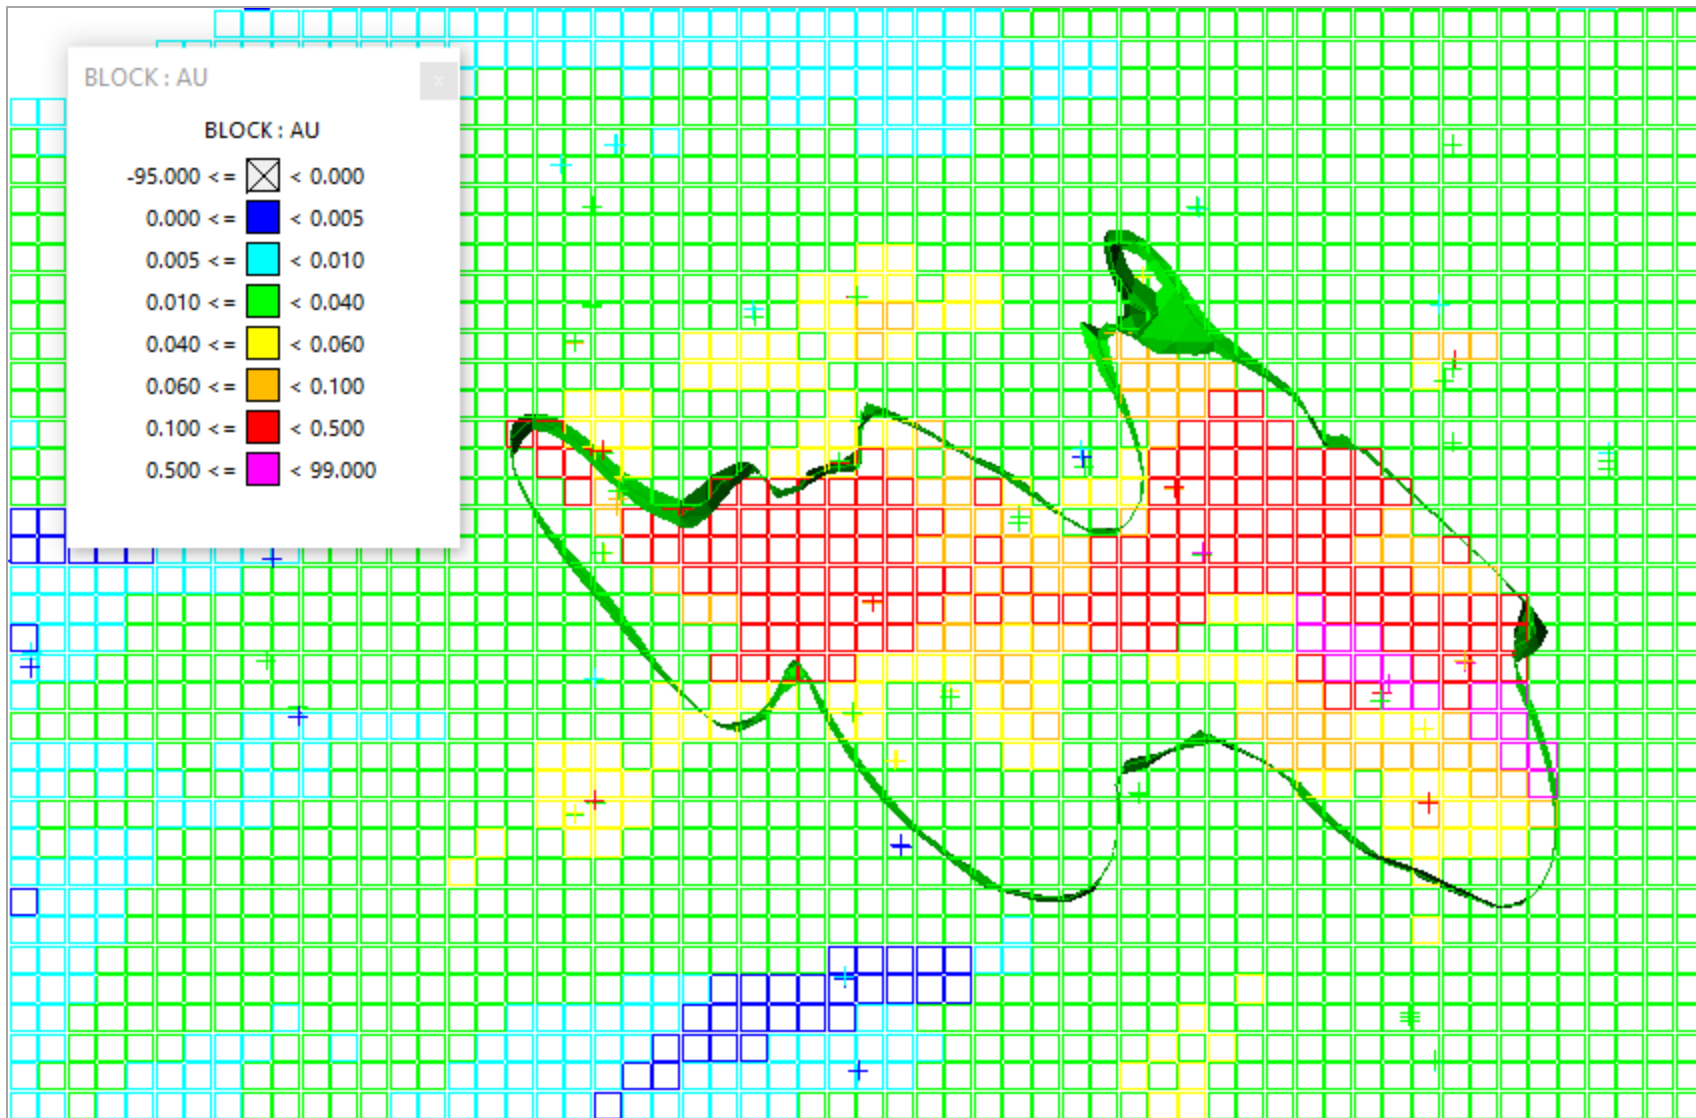 BLOCK : AU
x
BLOCK : AU
-95.000 <= < 0.000
0.000 <= < 0.005
0.005 <= < 0.010
0.010 <= < 0.040
0.040 <= < 0.060
0.060 <= < 0.100
0.100 <= < 0.500
0.500 <= < 99.000